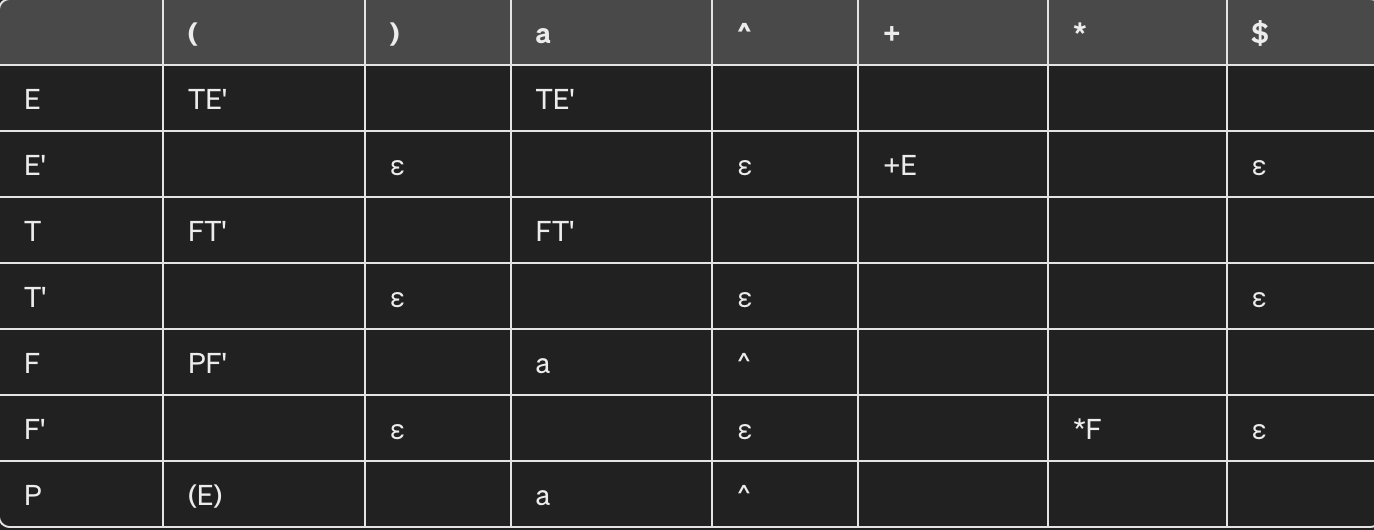 ( ) a ^ + * $
E TE' TE'
E' ε ε +E ε
T FT' FT'
T' ε ε ε
F PF' a ^
F' ε ε *F ε
P (E) a ^